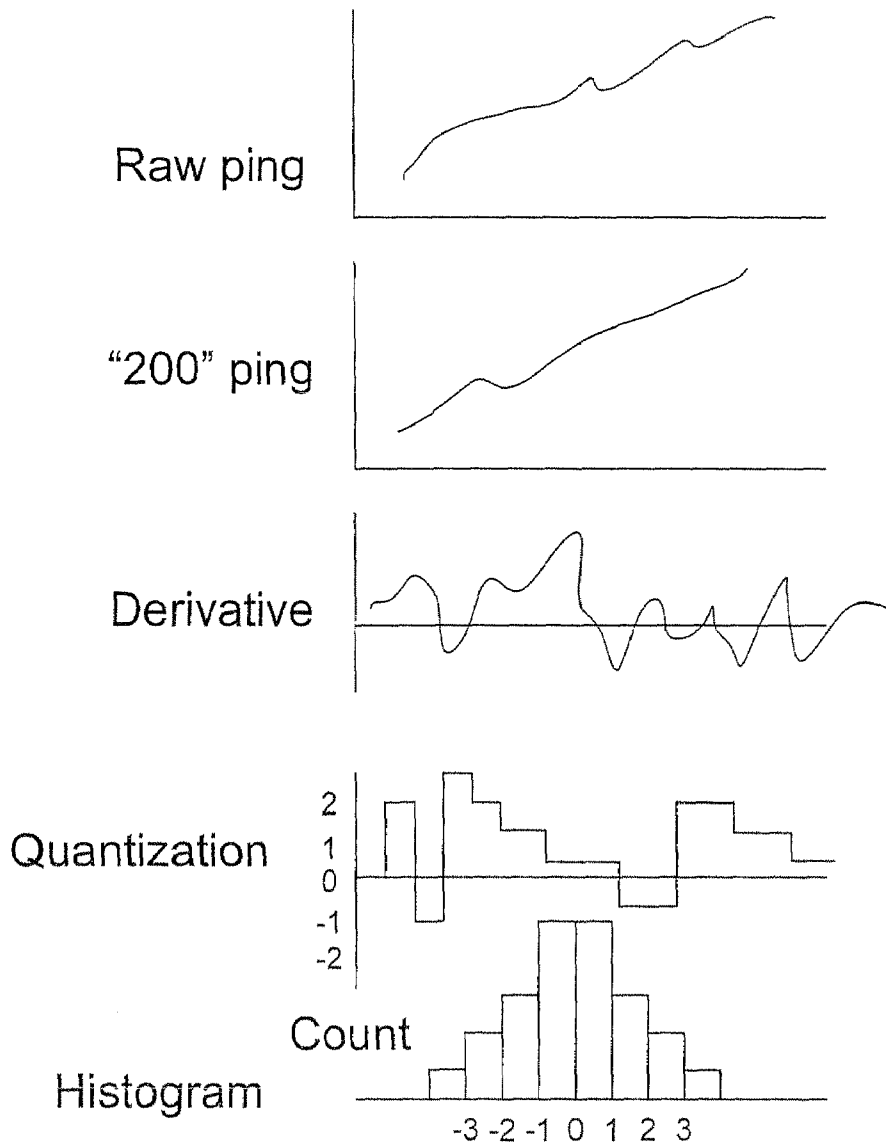 Raw ping
“200” ping
Derivative
Quantization
2
1
0
-1
-2
Count
Histogram
-3 -2 -1 0 1 2 3